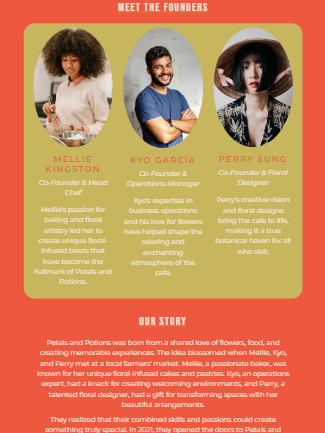 MEET THE FOUNDERS
MELLIE
KINGSTON
Co-Founder & Head
Chef
Mellie's passion for
baking and floral
artistry led her to
create unique floral-
infused treats that
have become the
hallmark of Petals and
Potions.
KYO GARCÍA
Co-Founder &
Operations Manager
Kyo's expertise in
business operations
and his love for flowers
have helped shape the
relaxing and
enchanting
atmosphere of the
cafe.
PERRY SUNG
Co-Founder & Floral
Designer
Perry's creative vision
and floral designs
bring the cafe to life,
making it a true
botanical haven for all
who visit.
OUR STORY
Petals and Potions was born from a shared love of flowers, food, and
creating memorable experiences. The idea blossomed when Mellie, Kyo,
and Perry met at a local farmers' market. Mellie, a passionate baker, was
known for her unique floral-infused cakes and pastries. Kyo, an operations
expert, had a knack for creating welcoming environments, and Perry, a
talented floral designer, had a gift for transforming spaces with her
beautiful arrangements.
They realized that their combined skills and passions could create
something truly special. In 2021, they opened the doors to Petals and